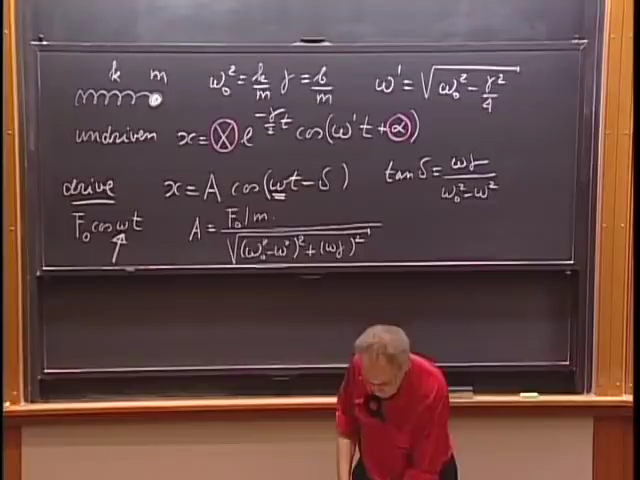 k m ω₀² = k/m γ = b/m ω' = √(ω₀² - γ²/4)
undriven x = X e^(-γ/2 t) cos(ω't + α)
drive x = A cos(ωt - δ) tan δ = ωγ/(ω₀² - ω²)
F₀ cos ωt A = F₀/m / √((ω₀² - ω²)² + (ωγ)²)